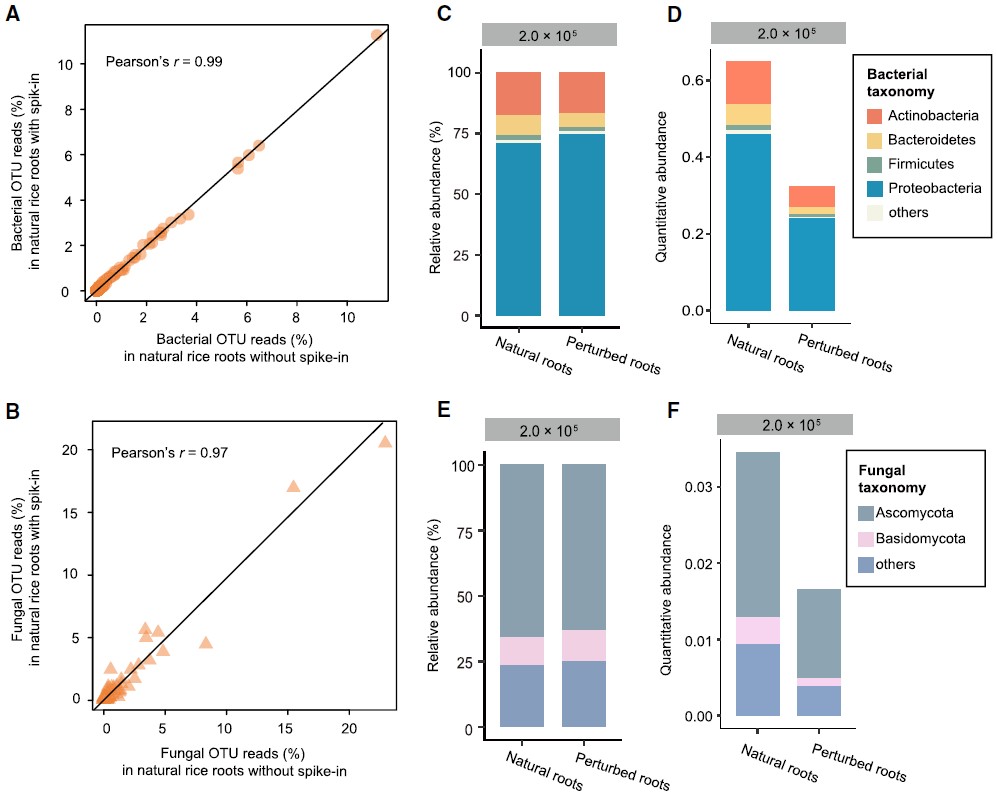 A
Pearson's r = 0.99
10
8
6
4
2
0
0 2 4 6 8 10
Bacterial OTU reads (%)
in natural rice roots with spik-in
Bacterial OTU reads (%)
in natural rice roots without spike-in
C
2.0 × 10⁵
100
75
50
25
0
Relative abundance (%)
Natural roots
Perturbed roots
D
2.0 × 10⁵
0.6
0.4
0.2
0.0
Quantitative abundance
Natural roots
Perturbed roots
Bacterial
taxonomy
Actinobacteria
Bacteroidetes
Firmicutes
Proteobacteria
others
B
Pearson's r = 0.97
20
15
10
5
0
0 5 10 15 20
Fungal OTU reads (%)
in natural rice roots with spik-in
Fungal OTU reads (%)
in natural rice roots without spike-in
E
2.0 × 10⁵
100
75
50
25
0
Relative abundance (%)
Natural roots
Perturbed roots
F
2.0 × 10⁵
0.03
0.02
0.01
0.00
Quantitative abundance
Natural roots
Perturbed roots
Fungal
taxonomy
Ascomycota
Basidomycota
others